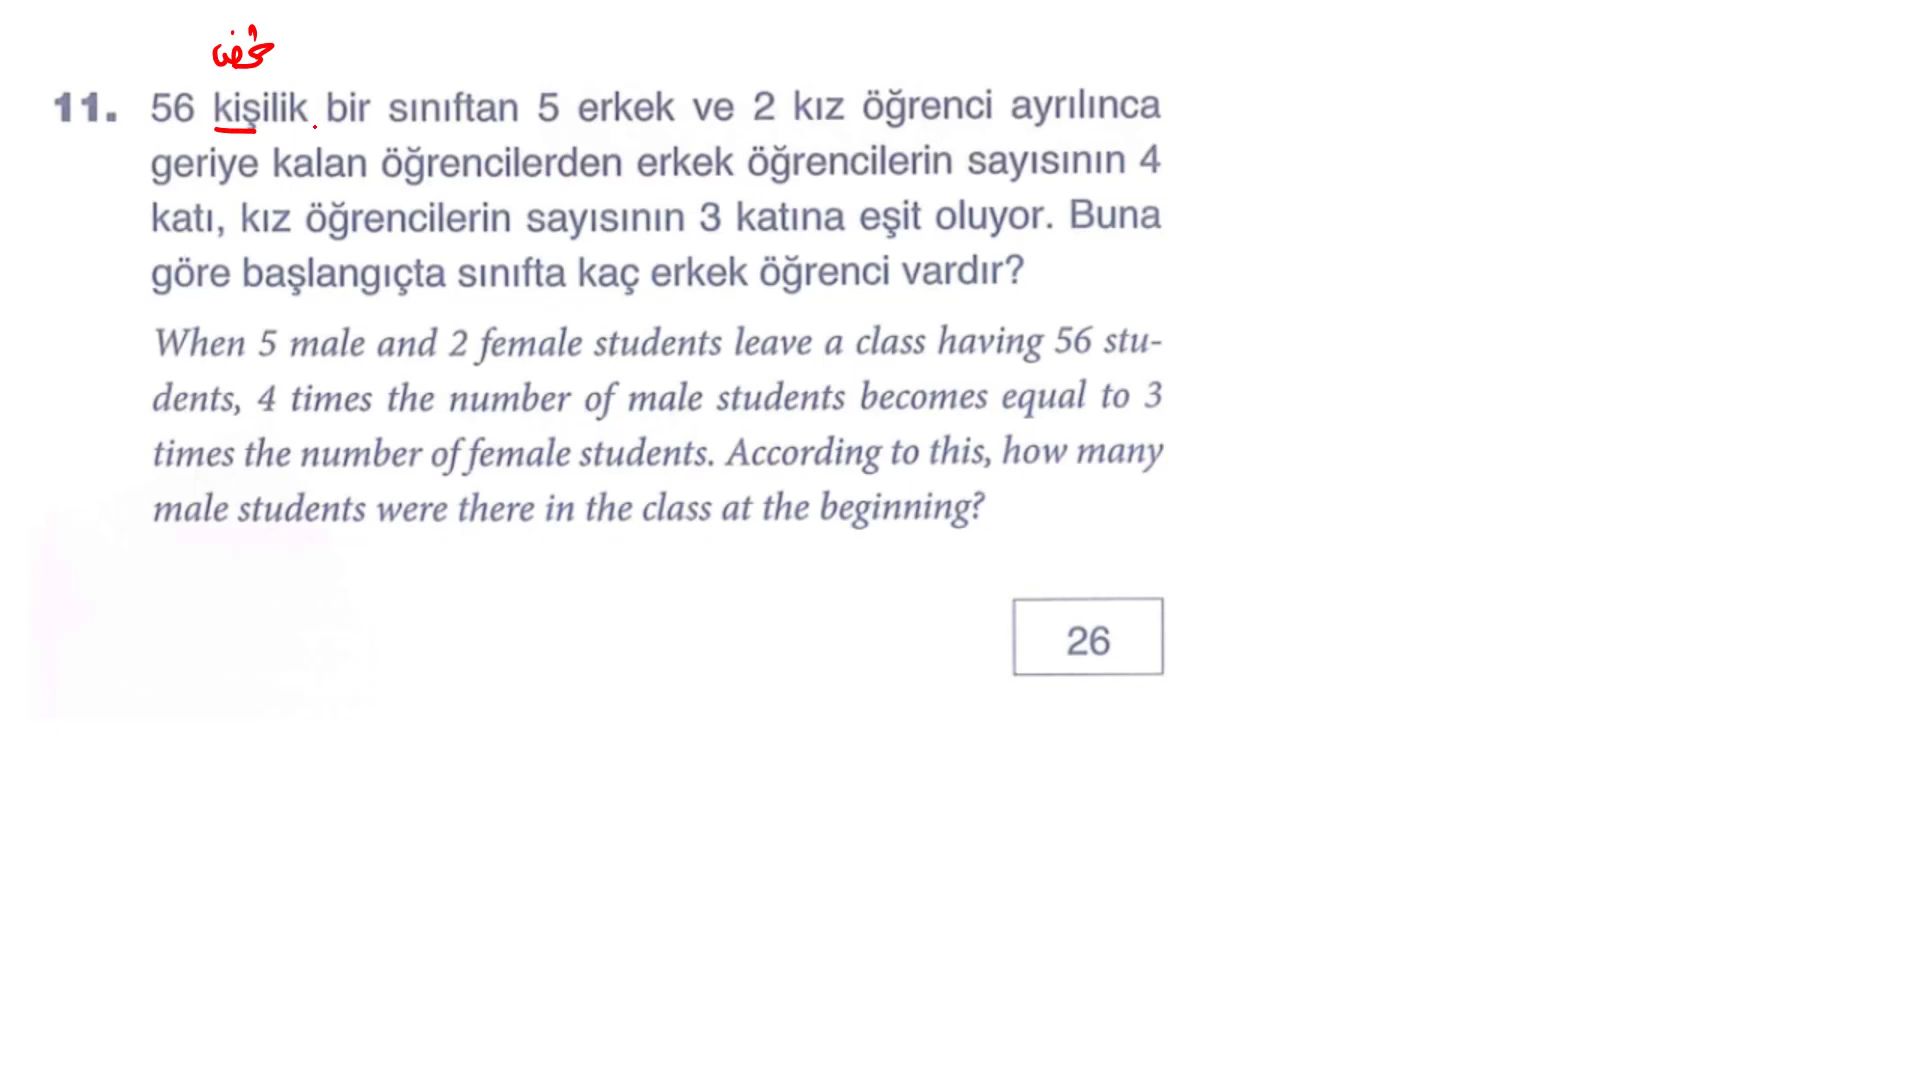 شخص
11. 56 kişilik bir sınıftan 5 erkek ve 2 kız öğrenci ayrılınca
geriye kalan öğrencilerden erkek öğrencilerin sayısının 4
katı, kız öğrencilerin sayısının 3 katına eşit oluyor. Buna
göre başlangıçta sınıfta kaç erkek öğrenci vardır?
When 5 male and 2 female students leave a class having 56 stu-
dents, 4 times the number of male students becomes equal to 3
times the number of female students. According to this, how many
male students were there in the class at the beginning?
26